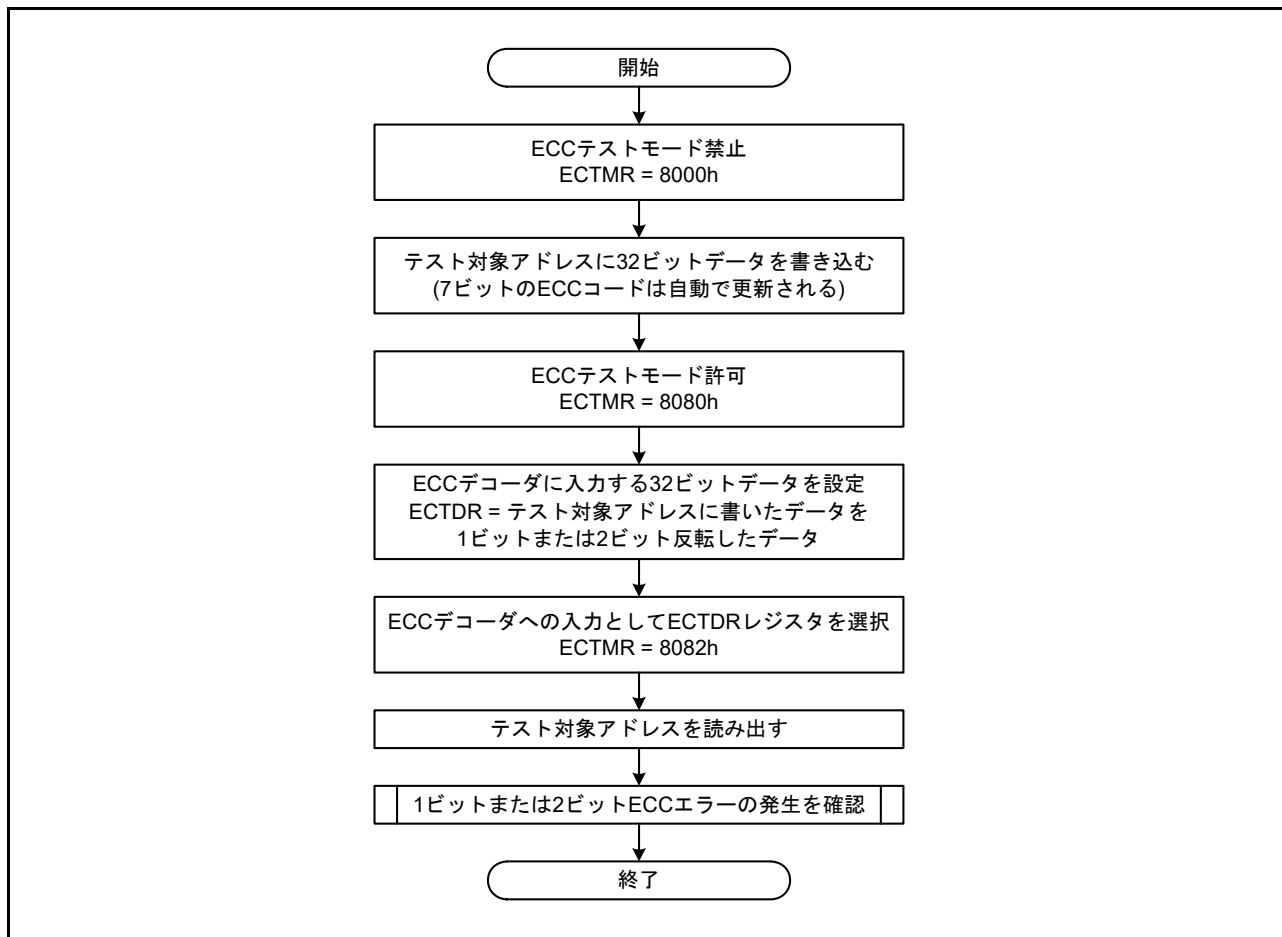 開始
ECCテストモード禁止
ECTMR = 8000h
テスト対象アドレスに32ビットデータを書き込む
(7ビットのECCコードは自動で更新される)
ECCテストモード許可
ECTMR = 8080h
ECCデコーダに入力する32ビットデータを設定
ECTDR = テスト対象アドレスに書いたデータを
1ビットまたは2ビット反転したデータ
ECCデコーダへの入力としてECTDRレジスタを選択
ECTMR = 8082h
テスト対象アドレスを読み出す
1ビットまたは2ビットECCエラーの発生を確認
終了